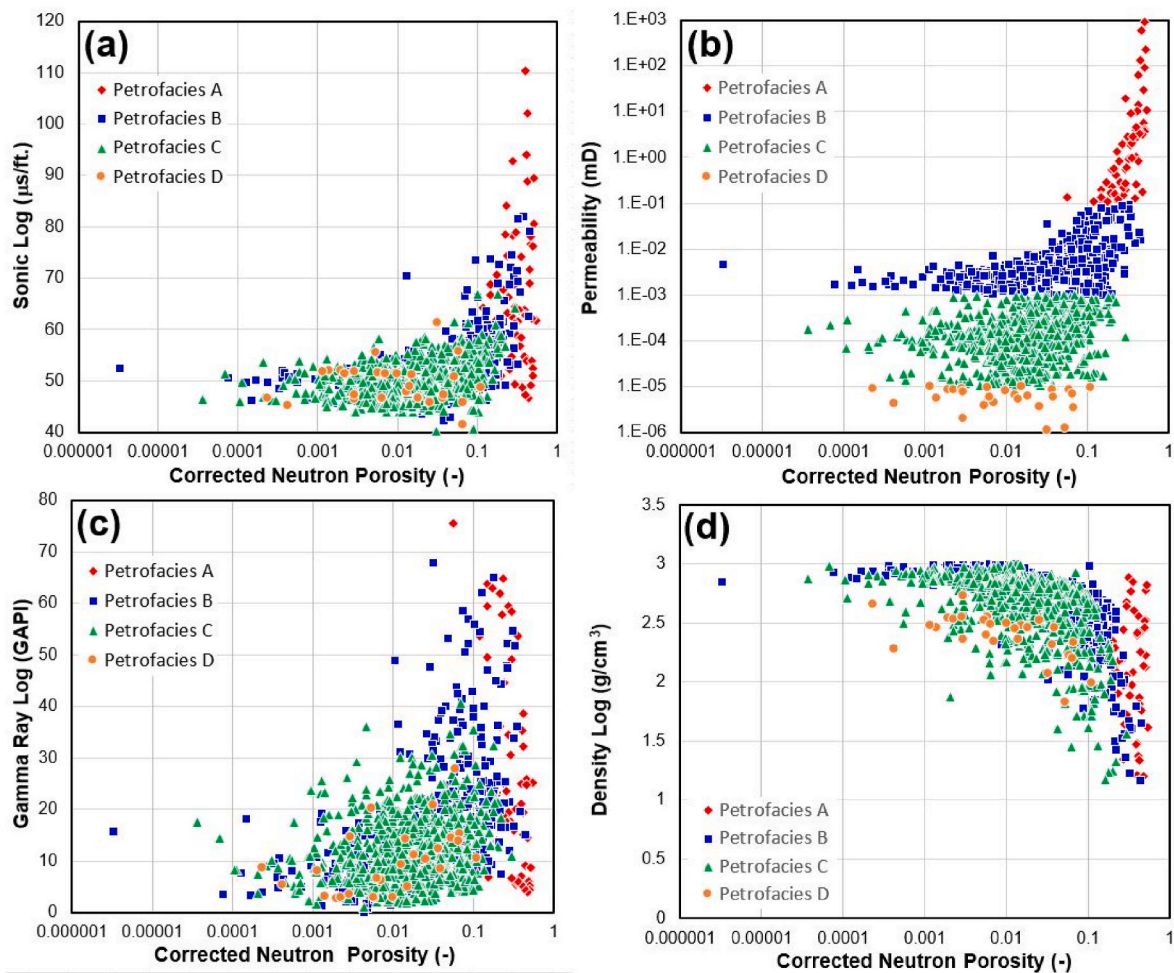 (a)
Sonic Log (µs/ft.)
120
110
100
90
80
70
60
50
40
Petrofacies A
Petrofacies B
Petrofacies C
Petrofacies D
0.000001 0.00001 0.0001 0.001 0.01 0.1 1
Corrected Neutron Porosity (-)
(b)
Permeability (mD)
1.E+03
1.E+02
1.E+01
1.E+00
1.E-01
1.E-02
1.E-03
1.E-04
1.E-05
1.E-06
Petrofacies A
Petrofacies B
Petrofacies C
Petrofacies D
0.000001 0.00001 0.0001 0.001 0.01 0.1 1
Corrected Neutron Porosity (-)
(c)
Gamma Ray Log (GAPI)
80
70
60
50
40
30
20
10
0
Petrofacies A
Petrofacies B
Petrofacies C
Petrofacies D
0.000001 0.00001 0.0001 0.001 0.01 0.1 1
Corrected Neutron Porosity (-)
(d)
Density Log (g/cm³)
3.5
3
2.5
2
1.5
1
0.5
0
Petrofacies A
Petrofacies B
Petrofacies C
Petrofacies D
0.000001 0.00001 0.0001 0.001 0.01 0.1 1
Corrected Neutron Porosity (-)